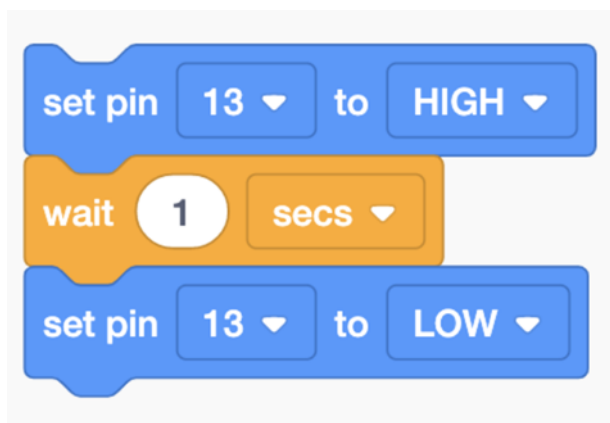 set pin 13 to HIGH
wait 1 secs
set pin 13 to LOW